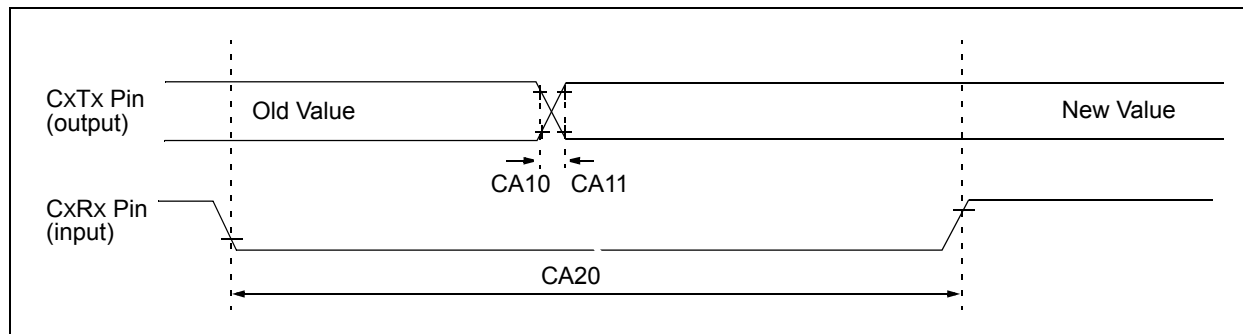 CxTx Pin
(output)
Old Value
New Value
CA10 CA11
CxRx Pin
(input)
CA20